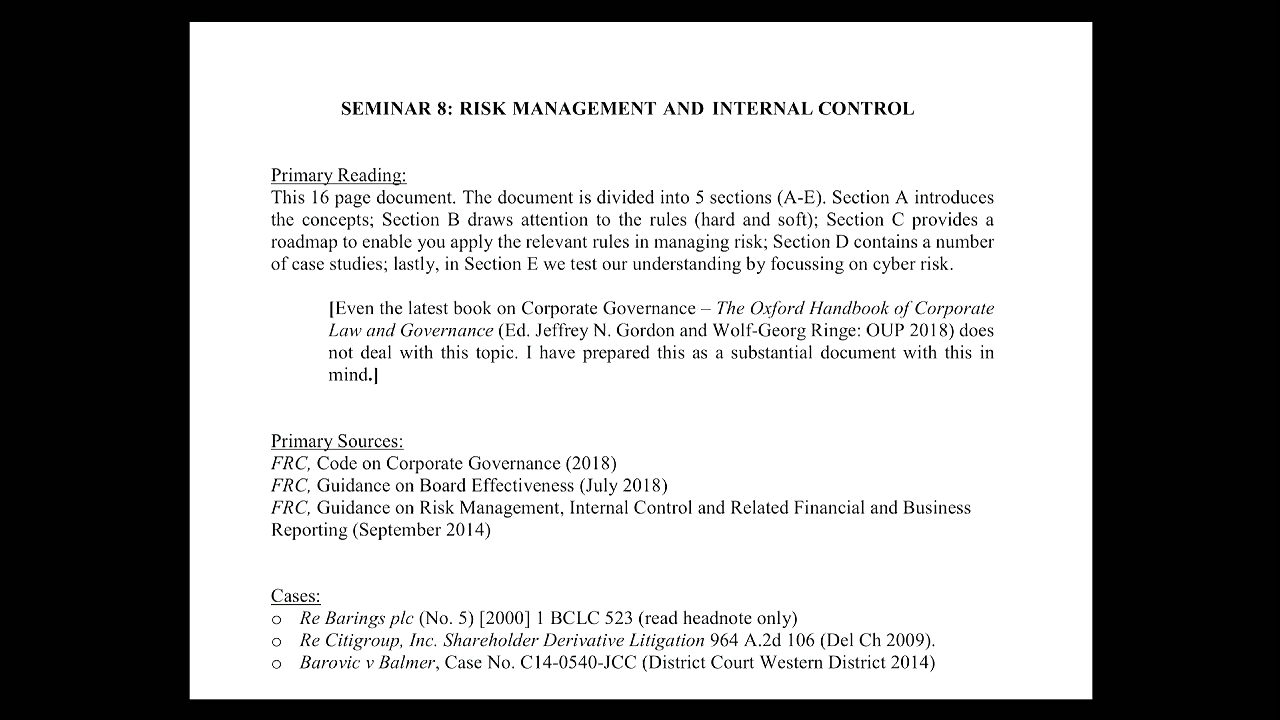 SEMINAR 8: RISK MANAGEMENT AND INTERNAL CONTROL
Primary Reading:
This 16 page document. The document is divided into 5 sections (A-E). Section A introduces
the concepts; Section B draws attention to the rules (hard and soft); Section C provides a
roadmap to enable you apply the relevant rules in managing risk; Section D contains a number
of case studies; lastly, in Section E we test our understanding by focussing on cyber risk.
[Even the latest book on Corporate Governance – The Oxford Handbook of Corporate
Law and Governance (Ed. Jeffrey N. Gordon and Wolf-Georg Ringe: OUP 2018) does
not deal with this topic. I have prepared this as a substantial document with this in
mind.]
Primary Sources:
FRC, Code on Corporate Governance (2018)
FRC, Guidance on Board Effectiveness (July 2018)
FRC, Guidance on Risk Management, Internal Control and Related Financial and Business
Reporting (September 2014)
Cases:
o Re Barings plc (No. 5) [2000] 1 BCLC 523 (read headnote only)
o Re Citigroup, Inc. Shareholder Derivative Litigation 964 A.2d 106 (Del Ch 2009).
o Barovic v Balmer, Case No. C14-0540-JCC (District Court Western District 2014)